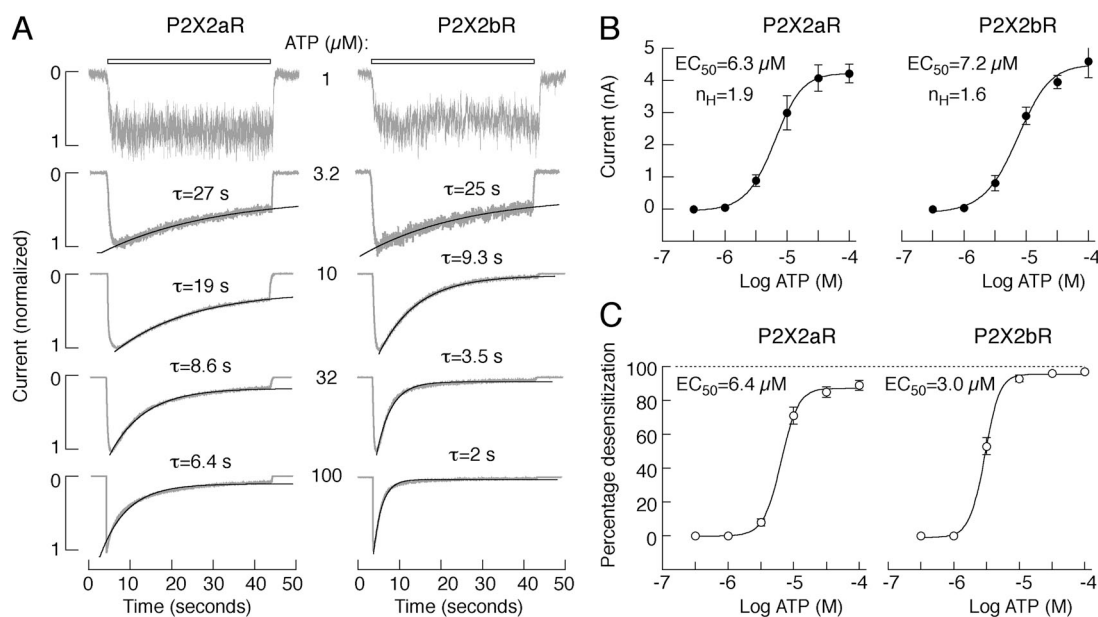 A
P2X2aR
ATP (µM):
P2X2bR
0
1
1
0
1
τ=27 s
3.2
τ=25 s
0
1
τ=19 s
10
τ=9.3 s
0
1
τ=8.6 s
32
τ=3.5 s
0
1
τ=6.4 s
100
τ=2 s
Current (normalized)
0 10 20 30 40 50
0 10 20 30 40 50
Time (seconds)
Time (seconds)
B
P2X2aR
P2X2bR
5
4
3
2
1
0
Current (nA)
EC50=6.3 µM
nH=1.9
EC50=7.2 µM
nH=1.6
-7 -6 -5 -4
-7 -6 -5 -4
Log ATP (M)
Log ATP (M)
C
P2X2aR
P2X2bR
100
80
60
40
20
0
Percentage desensitization
EC50=6.4 µM
EC50=3.0 µM
-7 -6 -5 -4
-7 -6 -5 -4
Log ATP (M)
Log ATP (M)